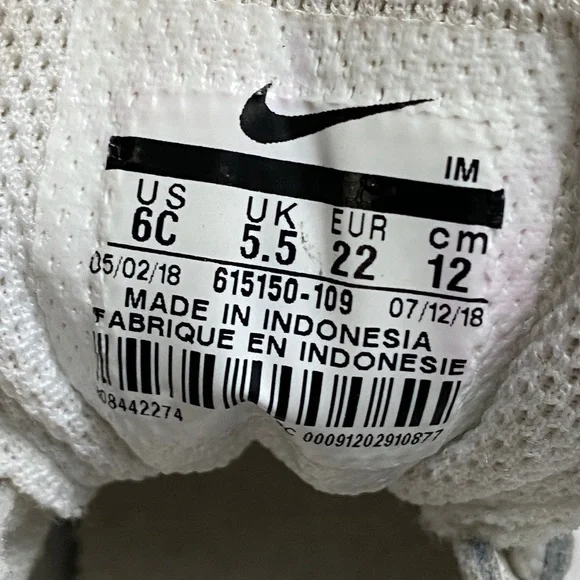 IM
US UK EUR cm
6C 5.5 22 12
05/02/18 615150-109 07/12/18
MADE IN INDONESIA
FABRIQUE EN INDONESIE
08442274 C 00091202910877